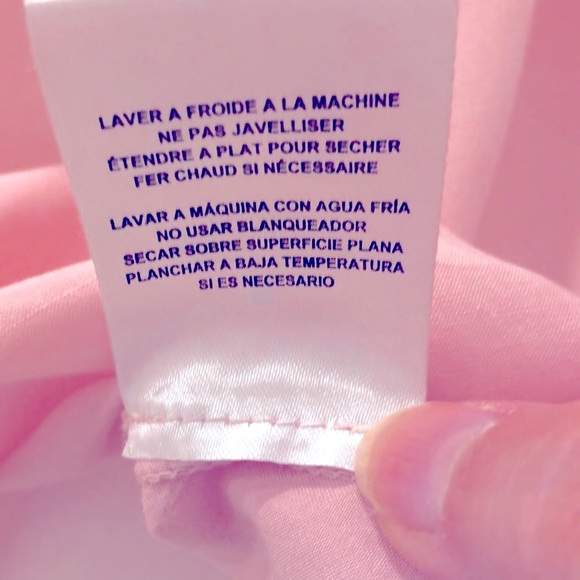 LAVER A FROIDE A LA MACHINE
NE PAS JAVELLISER
ÉTENDRE A PLAT POUR SECHER
FER CHAUD SI NÉCESSAIRE
LAVAR A MÁQUINA CON AGUA FRÍA
NO USAR BLANQUEADOR
SECAR SOBRE SUPERFICIE PLANA
PLANCHAR A BAJA TEMPERATURA
SI ES NECESARIO